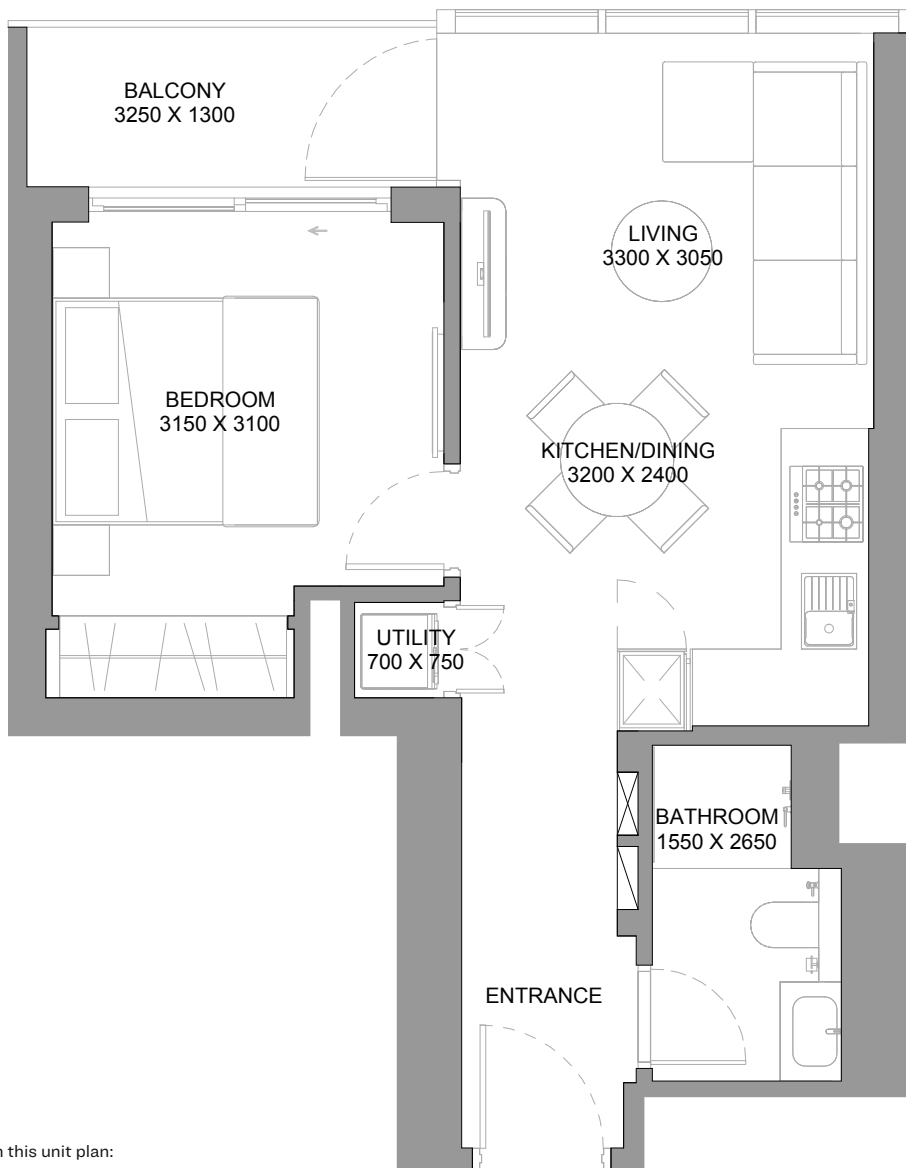 BALCONY
3250 X 1300
LIVING
3300 X 3050
BEDROOM
3150 X 3100
KITCHEN/DINING
3200 X 2400
UTILITY
700 X 750
BATHROOM
1550 X 2650
ENTRANCE
this unit plan: